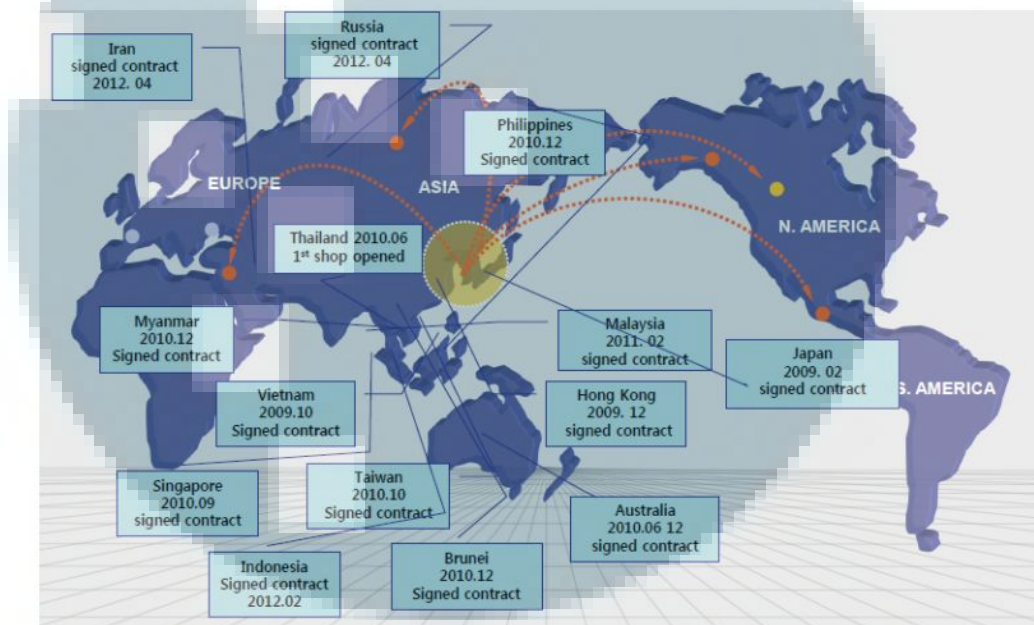 Russia
signed contract
2012. 04
Iran
signed contract
2012. 04
Philippines
2010.12
Signed contract
EUROPE
ASIA
N. AMERICA
Thailand 2010.06
1st shop opened
Myanmar
2010.12
Signed contract
Malaysia
2011. 02
signed contract
Japan
2009. 02
signed contract
S. AMERICA
Vietnam
2009.10
Signed contract
Hong Kong
2009. 12
signed contract
Singapore
2010.09
signed contract
Taiwan
2010.10
Signed contract
Australia
2010.06 12
signed contract
Indonesia
Signed contract
2012.02
Brunei
2010.12
Signed contract